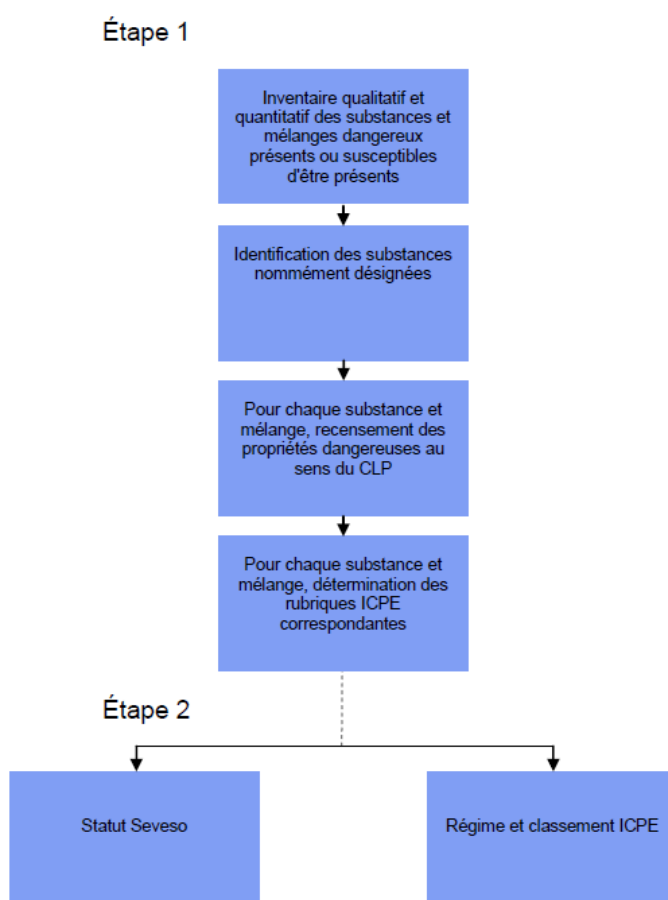 Étape 1
Inventaire qualitatif et
quantitatif des substances et
mélanges dangereux
présents ou susceptibles
d'être présents
Identification des substances
nommément désignées
Pour chaque substance et
mélange, recensement des
propriétés dangereuses au
sens du CLP
Pour chaque substance et
mélange, détermination des
rubriques ICPE
correspondantes
Étape 2
Statut Seveso
Régime et classement ICPE